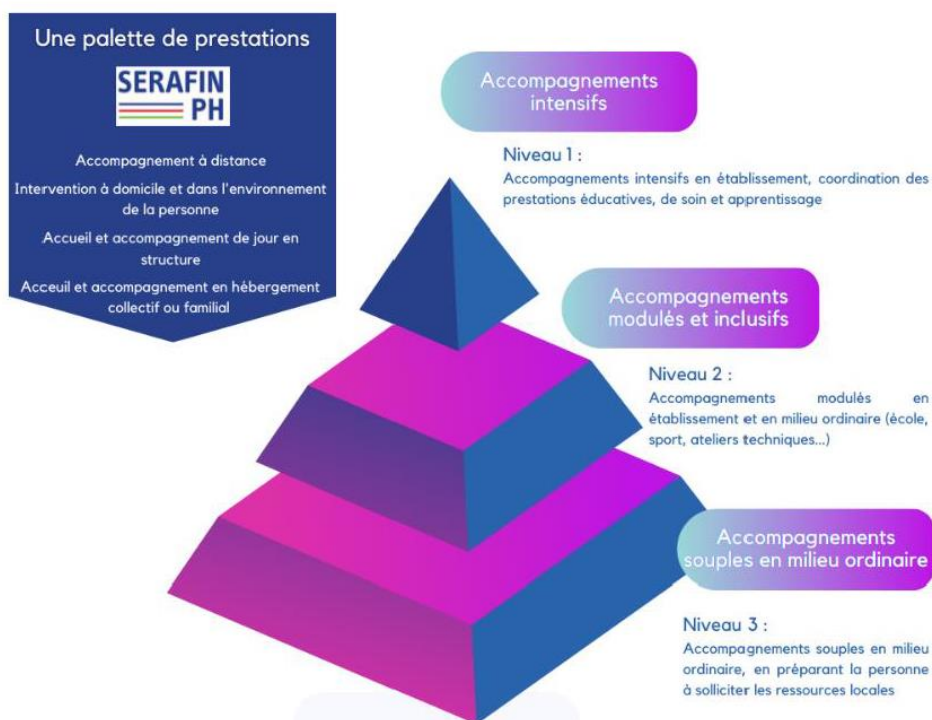 Une palette de prestations
SERAFIN
PH
Accompagnement à distance
Intervention à domicile et dans l'environnement
de la personne
Accueil et accompagnement de jour en
structure
Acceuil et accompagnement en hébergement
collectif ou familial
Accompagnements
intensifs
Niveau 1 :
Accompagnements intensifs en établissement, coordination des
prestations éducatives, de soin et apprentissage
Accompagnements
modulés et inclusifs
Niveau 2 :
Accompagnements modulés en
établissement et en milieu ordinaire (école,
sport, ateliers techniques...)
Accompagnements
souples en milieu ordinaire
Niveau 3 :
Accompagnements souples en milieu
ordinaire, en préparant la personne
à solliciter les ressources locales